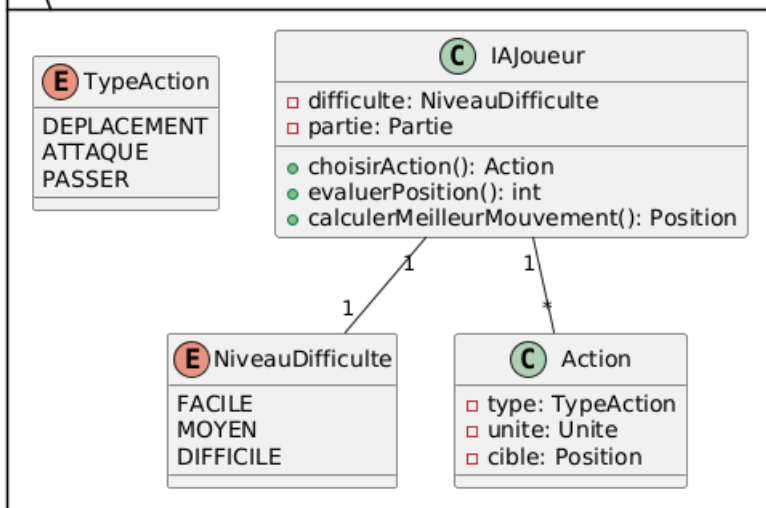 E TypeAction
DEPLACEMENT
ATTAQUE
PASSER
C IAJoueur
difficulte: NiveauDifficulte
partie: Partie
choisirAction(): Action
evaluerPosition(): int
calculerMeilleurMouvement(): Position
1
1
1
*
E NiveauDifficulte
FACILE
MOYEN
DIFFICILE
C Action
type: TypeAction
unite: Unite
cible: Position